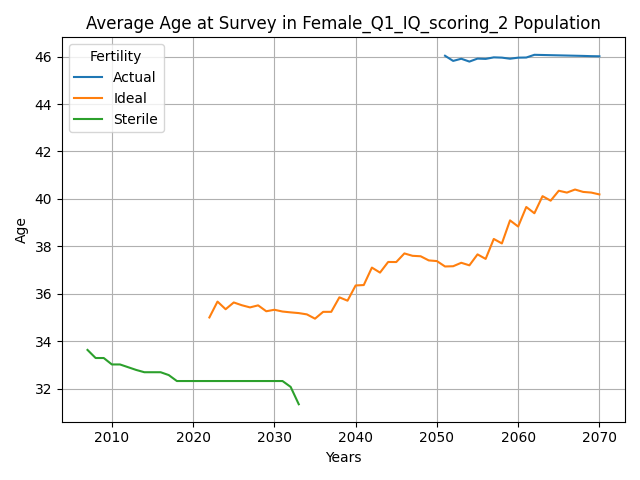 Average Age at Survey in Female_Q1_IQ_scoring_2 Population
Fertility
Actual
Ideal
Sterile
46
44
42
40
38
36
34
32
Age
2010
2020
2030
2040
2050
2060
2070
Years